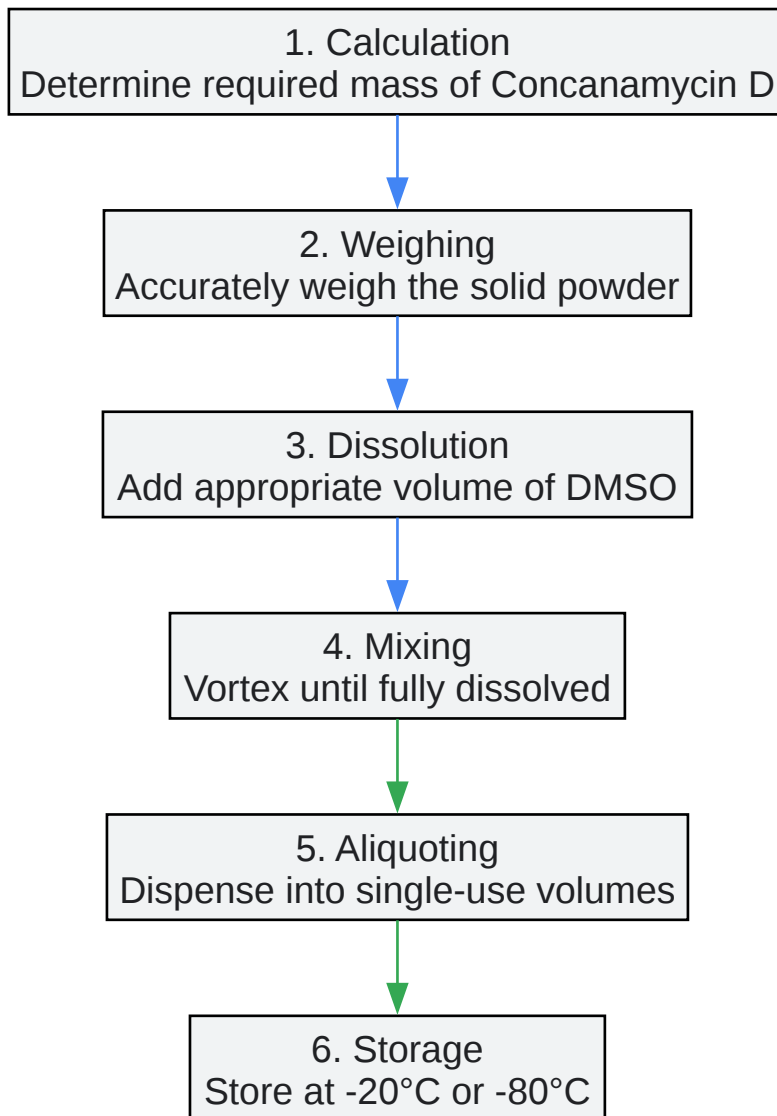 1. Calculation
Determine required mass of Concanamycin D
2. Weighing
Accurately weigh the solid powder
3. Dissolution
Add appropriate volume of DMSO
4. Mixing
Vortex until fully dissolved
5. Aliquoting
Dispense into single-use volumes
6. Storage
Store at -20°C or -80°C